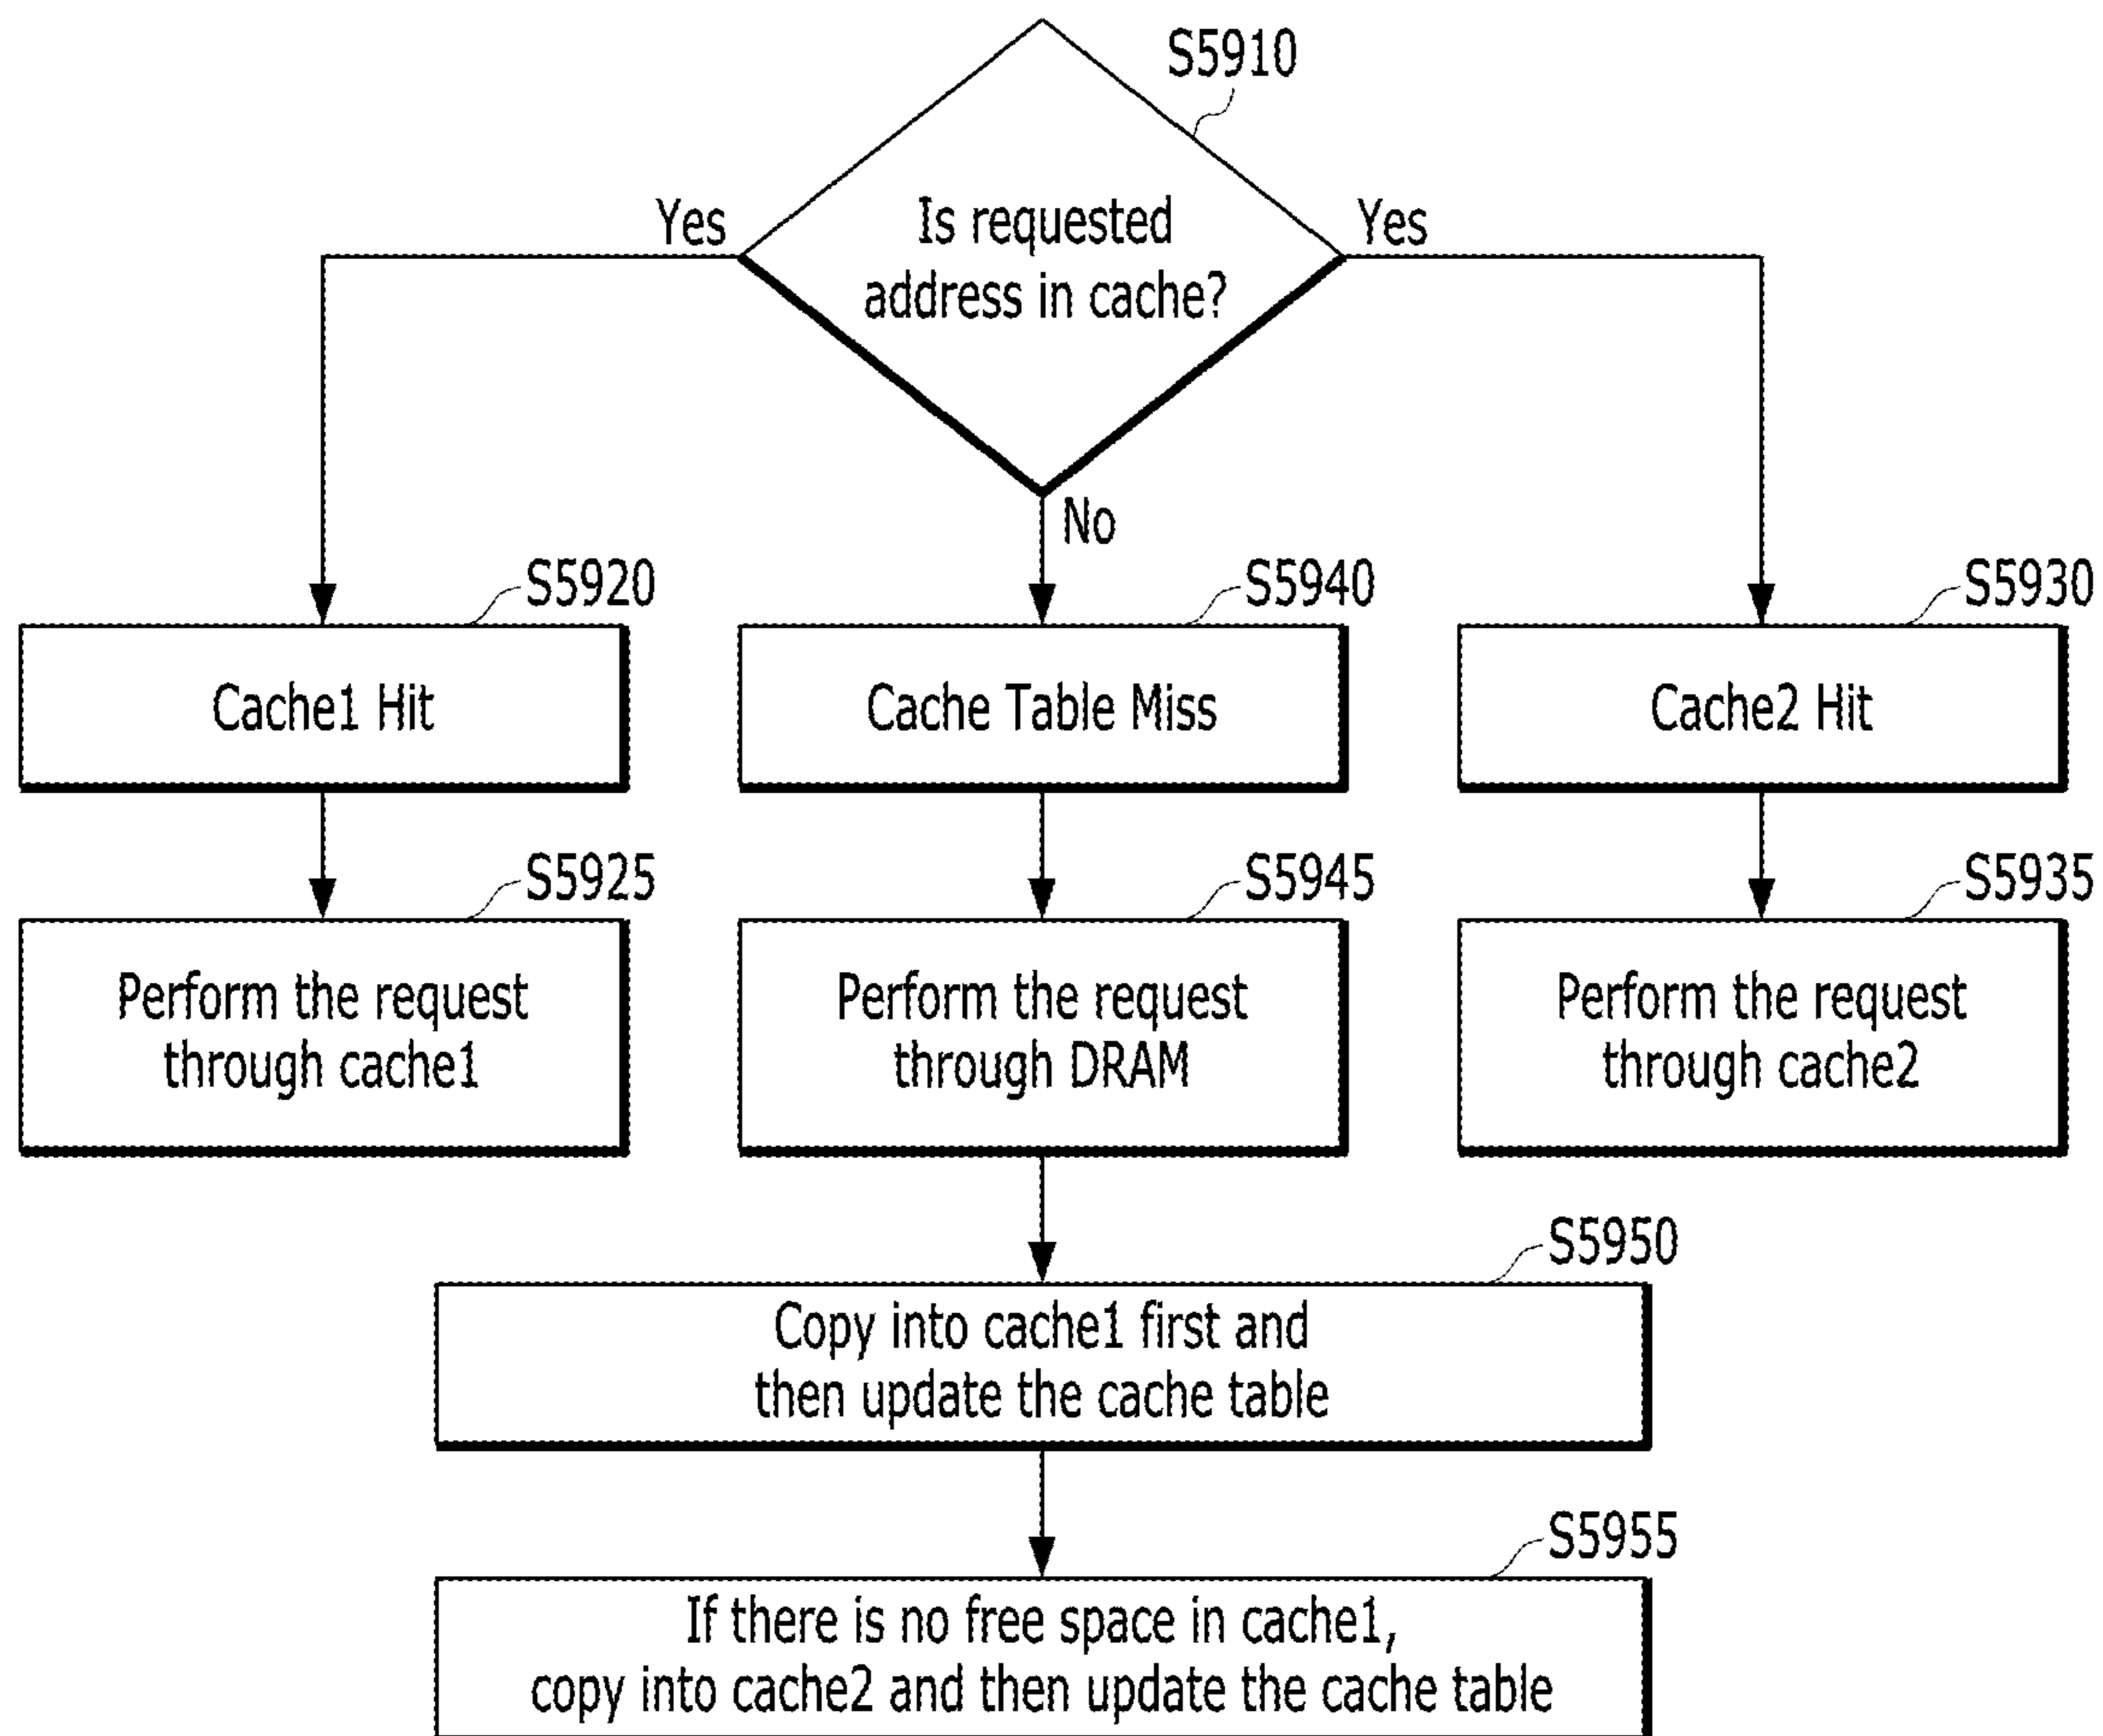 S5910
Is requested
address in cache?
Yes
Yes
No
S5920
Cache1 Hit
S5940
Cache Table Miss
S5930
Cache2 Hit
S5925
Perform the request
through cache1
S5945
Perform the request
through DRAM
S5935
Perform the request
through cache2
S5950
Copy into cache1 first and
then update the cache table
S5955
If there is no free space in cache1,
copy into cache2 and then update the cache table